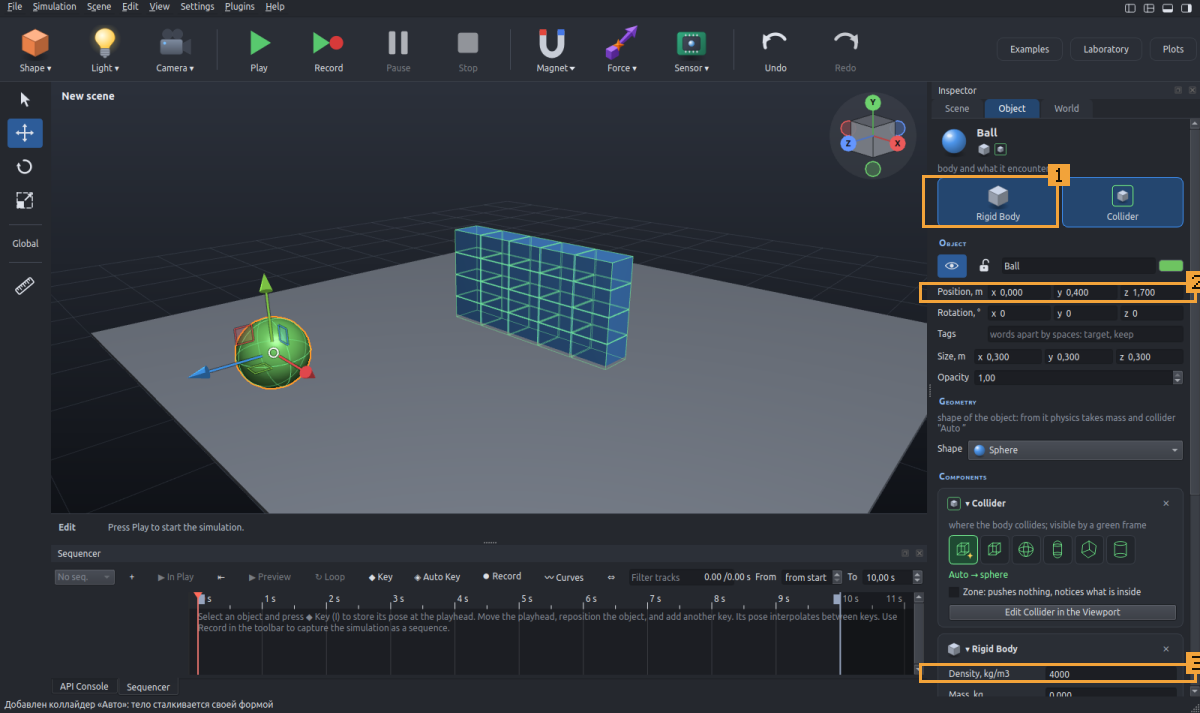 File Simulation Scene Edit View Settings Plugins Help
Shape Light Camera Play Record Pause Stop Magnet Force Sensor Undo Redo
Examples Laboratory Plots
New scene
Y
Z X
Global
Inspector
Scene Object World
Ball
body and what it encounter
1
Rigid Body Collider
Object
Ball
2
Position, m x 0,000 y 0,400 z 1,700
Rotation, ° x 0 y 0 z 0
Tags words apart by spaces: target, keep
Size, m x 0,300 y 0,300 z 0,300
Opacity 1,00
Geometry
shape of the object: from it physics takes mass and collider
"Auto "
Shape Sphere
Components
Collider
where the body collides; visible by a green frame
Auto → sphere
Zone: pushes nothing, notices what is inside
Edit Collider in the Viewport
Rigid Body
Density, kg/m3 4000
Mass, kg 0,000
Edit Press Play to start the simulation.
Sequencer
No seq. + In Play Preview Loop Key Auto Key Record Curves Filter tracks 0.00 /0.00 s From from start To 10,00 s
s 1 s 2 s 3 s 4 s 5 s 6 s 7 s 8 s 9 s 10 s 11 s
Select an object and press ◆ Key (I) to store its pose at the playhead. Move the playhead, reposition the object, and add another key. Its pose interpolates between keys. Use
Record in the toolbar to capture the simulation as a sequence.
API Console Sequencer
Добавлен коллайдер «Авто»: тело сталкивается своей формой